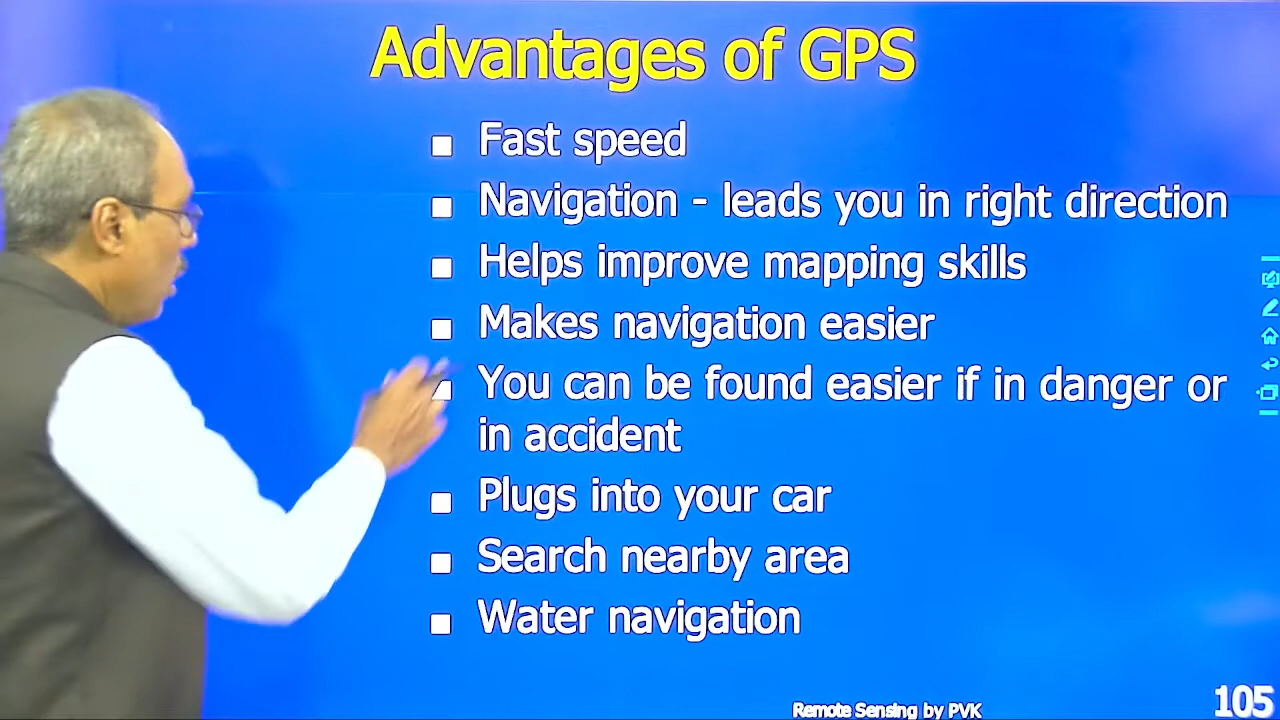 Advantages of GPS
Fast speed
Navigation - leads you in right direction
Helps improve mapping skills
Makes navigation easier
You can be found easier if in danger or
in accident
Plugs into your car
Search nearby area
Water navigation
Remote Sensing by PVK
105